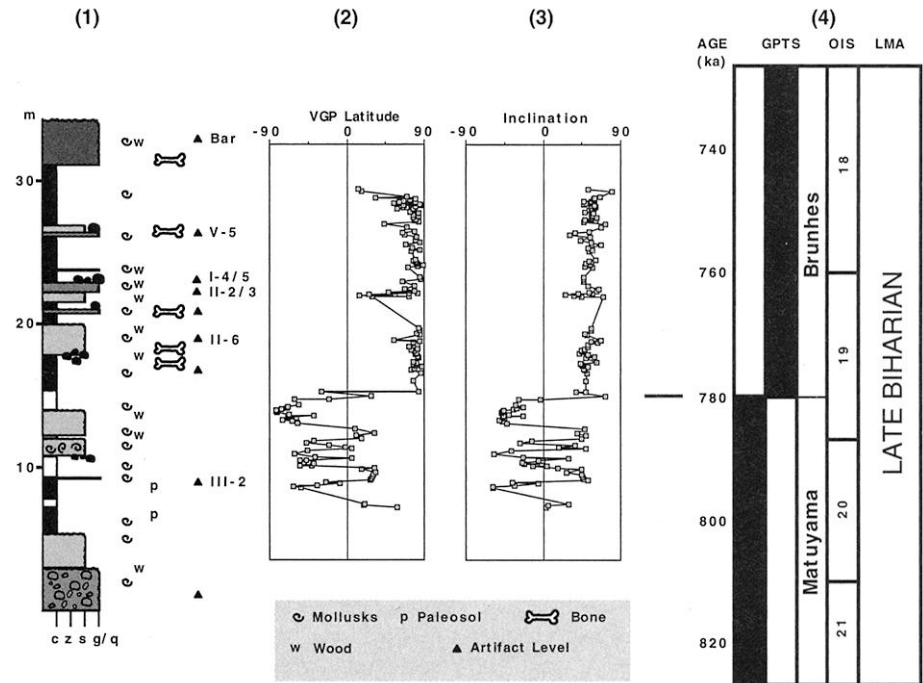 (1) (2) (3) (4)
AGE (ka) GPTS OIS LMA
m
VGP Latitude
-90 0 90
Inclination
-90 0 90
w Bar
30
V-5
w I-4/5
w II-2/3
w
20
w II-6
w
w
w
10
III-2
p
p
w
c z s g/q
740
760
780
800
820
Brunhes
Matuyama
18
19
20
21
LATE BIHARIAN
Mollusks p Paleosol Bone
w Wood Artifact Level